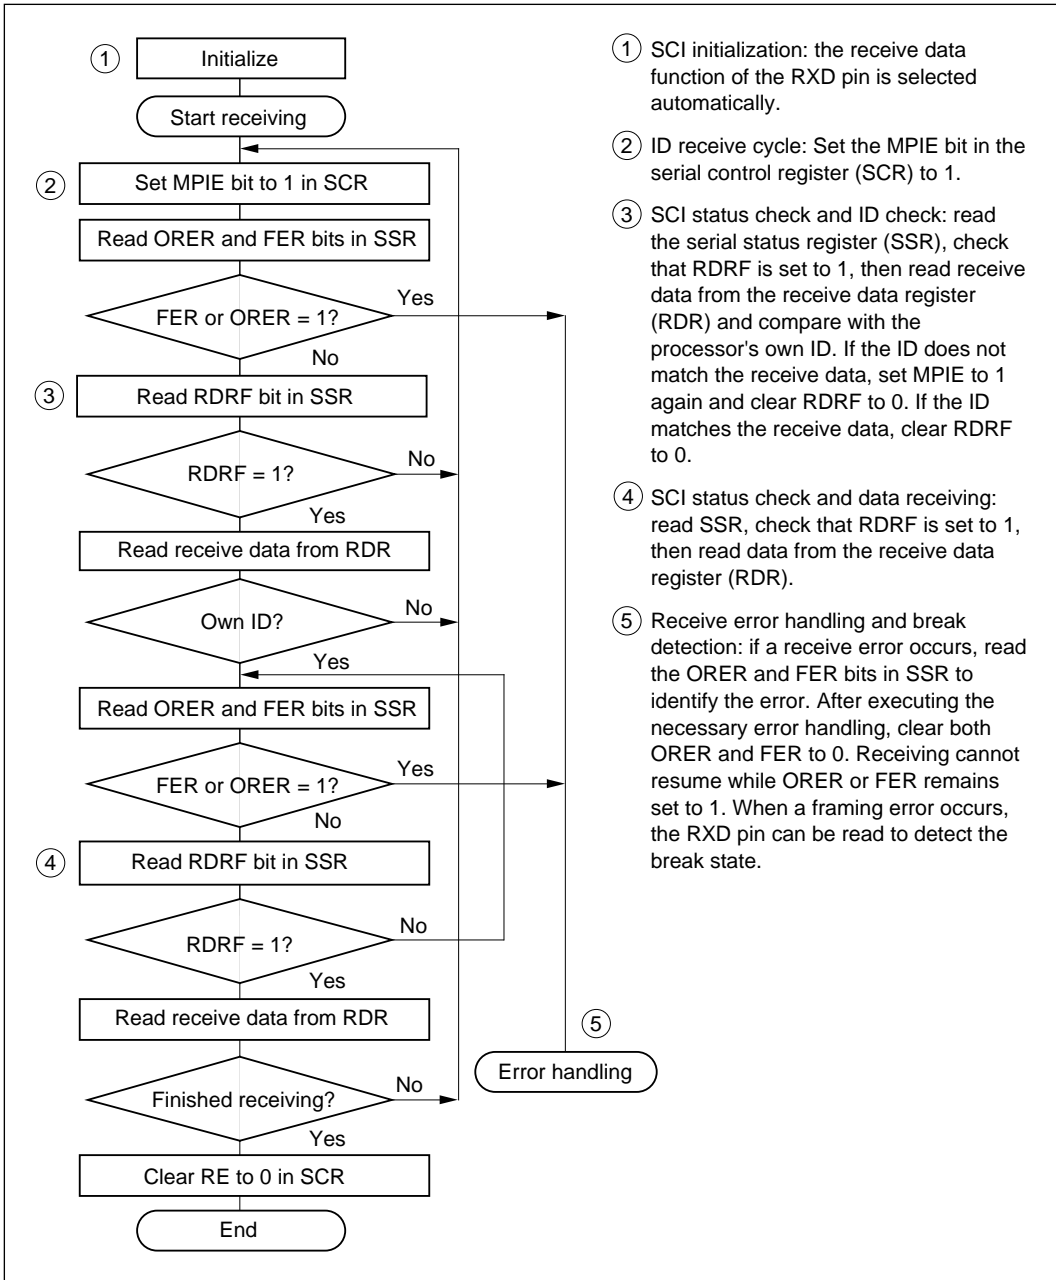 1
Initialize
Start receiving
2
Set MPIE bit to 1 in SCR
Read ORER and FER bits in SSR
FER or ORER = 1?
Yes
No
3
Read RDRF bit in SSR
RDRF = 1?
No
Yes
Read receive data from RDR
Own ID?
No
Yes
Read ORER and FER bits in SSR
FER or ORER = 1?
Yes
No
4
Read RDRF bit in SSR
RDRF = 1?
No
Yes
Read receive data from RDR
5
Error handling
Finished receiving?
No
Yes
Clear RE to 0 in SCR
End
1 SCI initialization: the receive data
function of the RXD pin is selected
automatically.
2 ID receive cycle: Set the MPIE bit in the
serial control register (SCR) to 1.
3 SCI status check and ID check: read
the serial status register (SSR), check
that RDRF is set to 1, then read receive
data from the receive data register
(RDR) and compare with the
processor's own ID. If the ID does not
match the receive data, set MPIE to 1
again and clear RDRF to 0. If the ID
matches the receive data, clear RDRF
to 0.
4 SCI status check and data receiving:
read SSR, check that RDRF is set to 1,
then read data from the receive data
register (RDR).
5 Receive error handling and break
detection: if a receive error occurs, read
the ORER and FER bits in SSR to
identify the error. After executing the
necessary error handling, clear both
ORER and FER to 0. Receiving cannot
resume while ORER or FER remains
set to 1. When a framing error occurs,
the RXD pin can be read to detect the
break state.